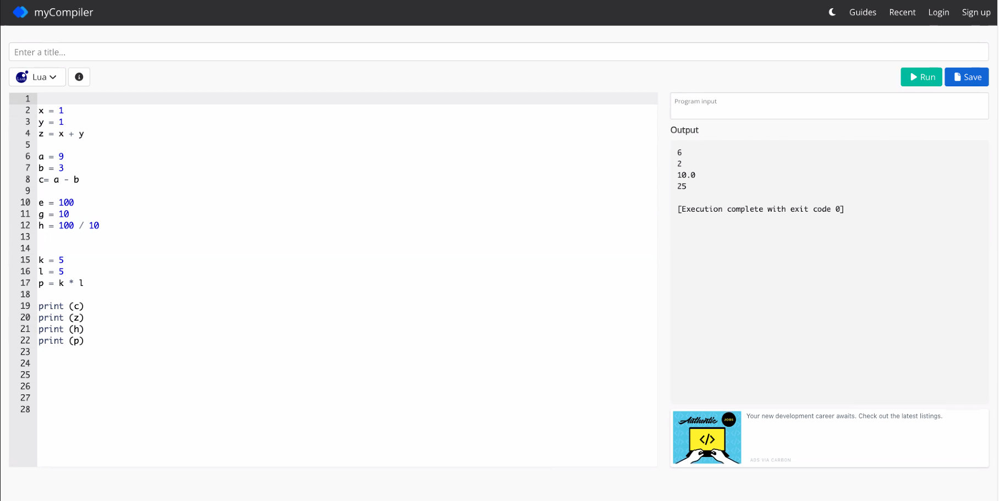 myCompiler
Guides Recent Login Sign up
Enter a title...
Lua Lua
Run Save
1
2 x = 1
3 y = 1
4 z = x + y
5
6 a = 9
7 b = 3
8 c= a - b
9
10 e = 100
11 g = 10
12 h = 100 / 10
13
14
15 k = 5
16 l = 5
17 p = k * l
18
19 print (c)
20 print (z)
21 print (h)
22 print (p)
23
24
25
26
27
28
Program input
Output
6
2
10.0
25
[Execution complete with exit code 0]
Authentic JOBS
</>
Your new development career awaits. Check out the latest listings.
ADS VIA CARBON